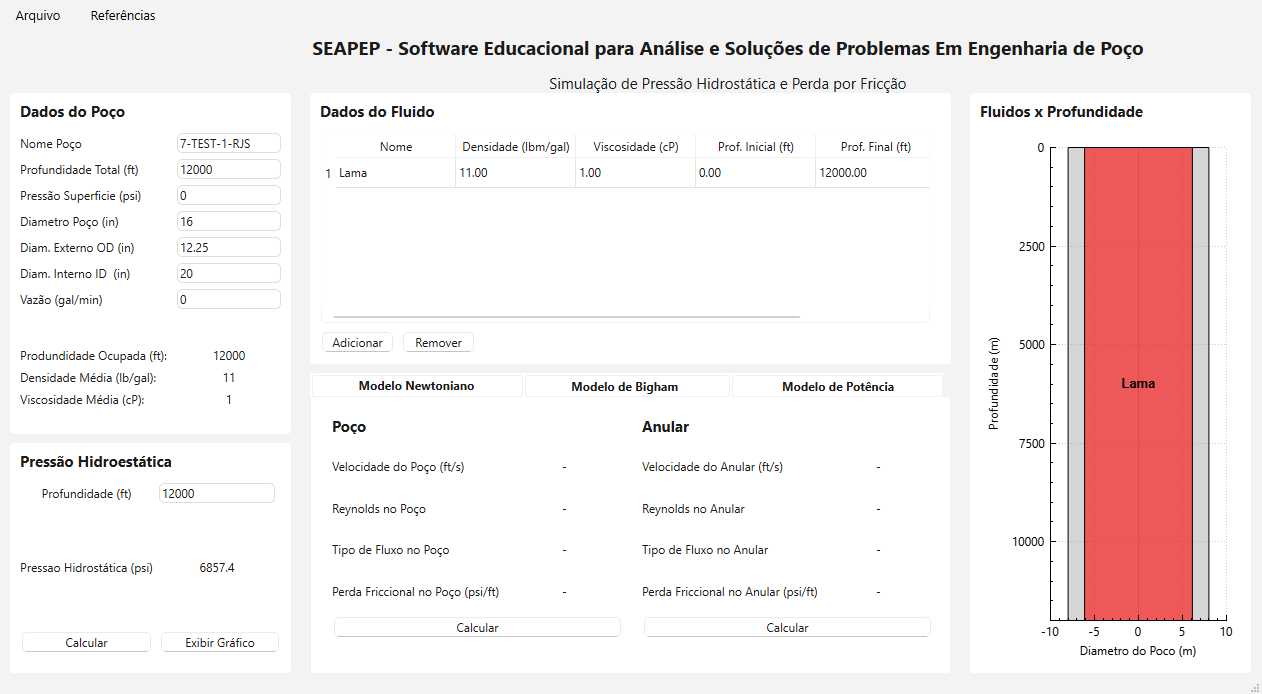 Arquivo Referências
SEAPEP - Software Educacional para Análise e Soluções de Problemas Em Engenharia de Poço
Simulação de Pressão Hidrostática e Perda por Fricção
Dados do Poço
Nome Poço 7-TEST-1-RJS
Profundidade Total (ft) 12000
Pressão Superficie (psi) 0
Diametro Poço (in) 16
Diam. Externo OD (in) 12.25
Diam. Interno ID (in) 20
Vazão (gal/min) 0
Produndidade Ocupada (ft): 12000
Densidade Média (lb/gal): 11
Viscosidade Média (cP): 1
Pressão Hidroestática
Profundidade (ft) 12000
Pressao Hidrostática (psi) 6857.4
Calcular Exibir Gráfico
Dados do Fluido
Nome Densidade (lbm/gal) Viscosidade (cP) Prof. Inicial (ft) Prof. Final (ft)
1 Lama 11.00 1.00 0.00 12000.00
Adicionar Remover
Modelo Newtoniano Modelo de Bigham Modelo de Potência
Poço Anular
Velocidade do Poço (ft/s) - Velocidade do Anular (ft/s) -
Reynolds no Poço - Reynolds no Anular -
Tipo de Fluxo no Poço - Tipo de Fluxo no Anular -
Perda Friccional no Poço (psi/ft) - Perda Friccional no Anular (psi/ft) -
Calcular Calcular
Fluidos x Profundidade
0
2500
5000
7500
10000
Profundidade (m)
Lama
-10 -5 0 5 10
Diametro do Poco (m)